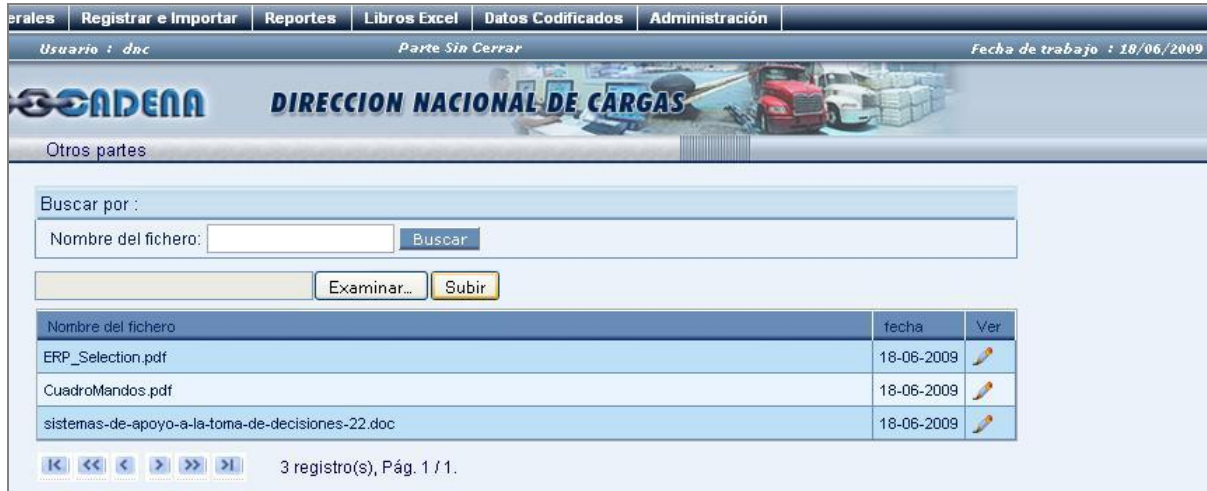 erales Registrar e Importar Reportes Libros Excel Datos Codificados Administración
Usuario : dnc Parte Sin Cerrar Fecha de trabajo : 18/06/2009
CADENA DIRECCION NACIONAL DE CARGAS
Otros partes
Buscar por :
Nombre del fichero: Buscar
Examinar... Subir
Nombre del fichero fecha Ver
ERP_Selection.pdf 18-06-2009
CuadroMandos.pdf 18-06-2009
sistemas-de-apoyo-a-la-toma-de-decisiones-22.doc 18-06-2009
3 registro(s), Pág. 1 / 1.